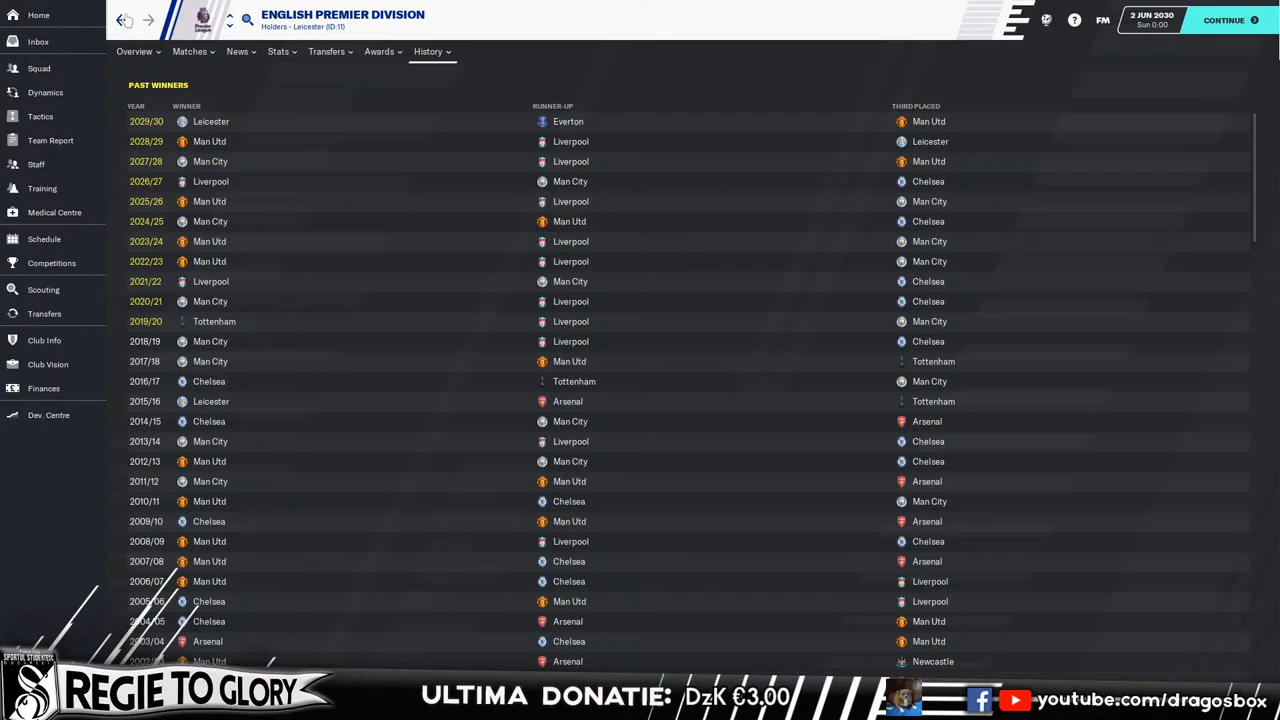 Home
Inbox
Squad
Dynamics
Tactics
Team Report
Staff
Training
Medical Centre
Schedule
Competitions
Scouting
Transfers
Club Info
Club Vision
Finances
Dev. Centre
ENGLISH PREMIER DIVISION
Holders - Leicester (ID:11)
FM
2 JUN 2030
Sun 0:00
CONTINUE
Overview Matches News Stats Transfers Awards History
PAST WINNERS
YEAR WINNER RUNNER-UP THIRD PLACED
2029/30 Leicester Everton Man Utd
2028/29 Man Utd Liverpool Leicester
2027/28 Man City Liverpool Man Utd
2026/27 Liverpool Man City Chelsea
2025/26 Man Utd Liverpool Man City
2024/25 Man City Man Utd Chelsea
2023/24 Man Utd Liverpool Man City
2022/23 Man Utd Liverpool Man City
2021/22 Liverpool Man City Chelsea
2020/21 Man City Liverpool Chelsea
2019/20 Tottenham Liverpool Man City
2018/19 Man City Liverpool Chelsea
2017/18 Man City Man Utd Tottenham
2016/17 Chelsea Tottenham Man City
2015/16 Leicester Arsenal Tottenham
2014/15 Chelsea Man City Arsenal
2013/14 Man City Liverpool Chelsea
2012/13 Man Utd Man City Chelsea
2011/12 Man City Man Utd Arsenal
2010/11 Man Utd Chelsea Man City
2009/10 Chelsea Man Utd Arsenal
2008/09 Man Utd Liverpool Chelsea
2007/08 Man Utd Chelsea Arsenal
2006/07 Man Utd Chelsea Liverpool
2005/06 Chelsea Man Utd Liverpool
2004/05 Chelsea Arsenal Man Utd
2003/04 Arsenal Chelsea Man Utd
2002/03 Man Utd Arsenal Newcastle
SPORTUL STUDENTESC
REGIE TO GLORY
ULTIMA DONATIE: DzK €3.00
youtube.com/dragosbox